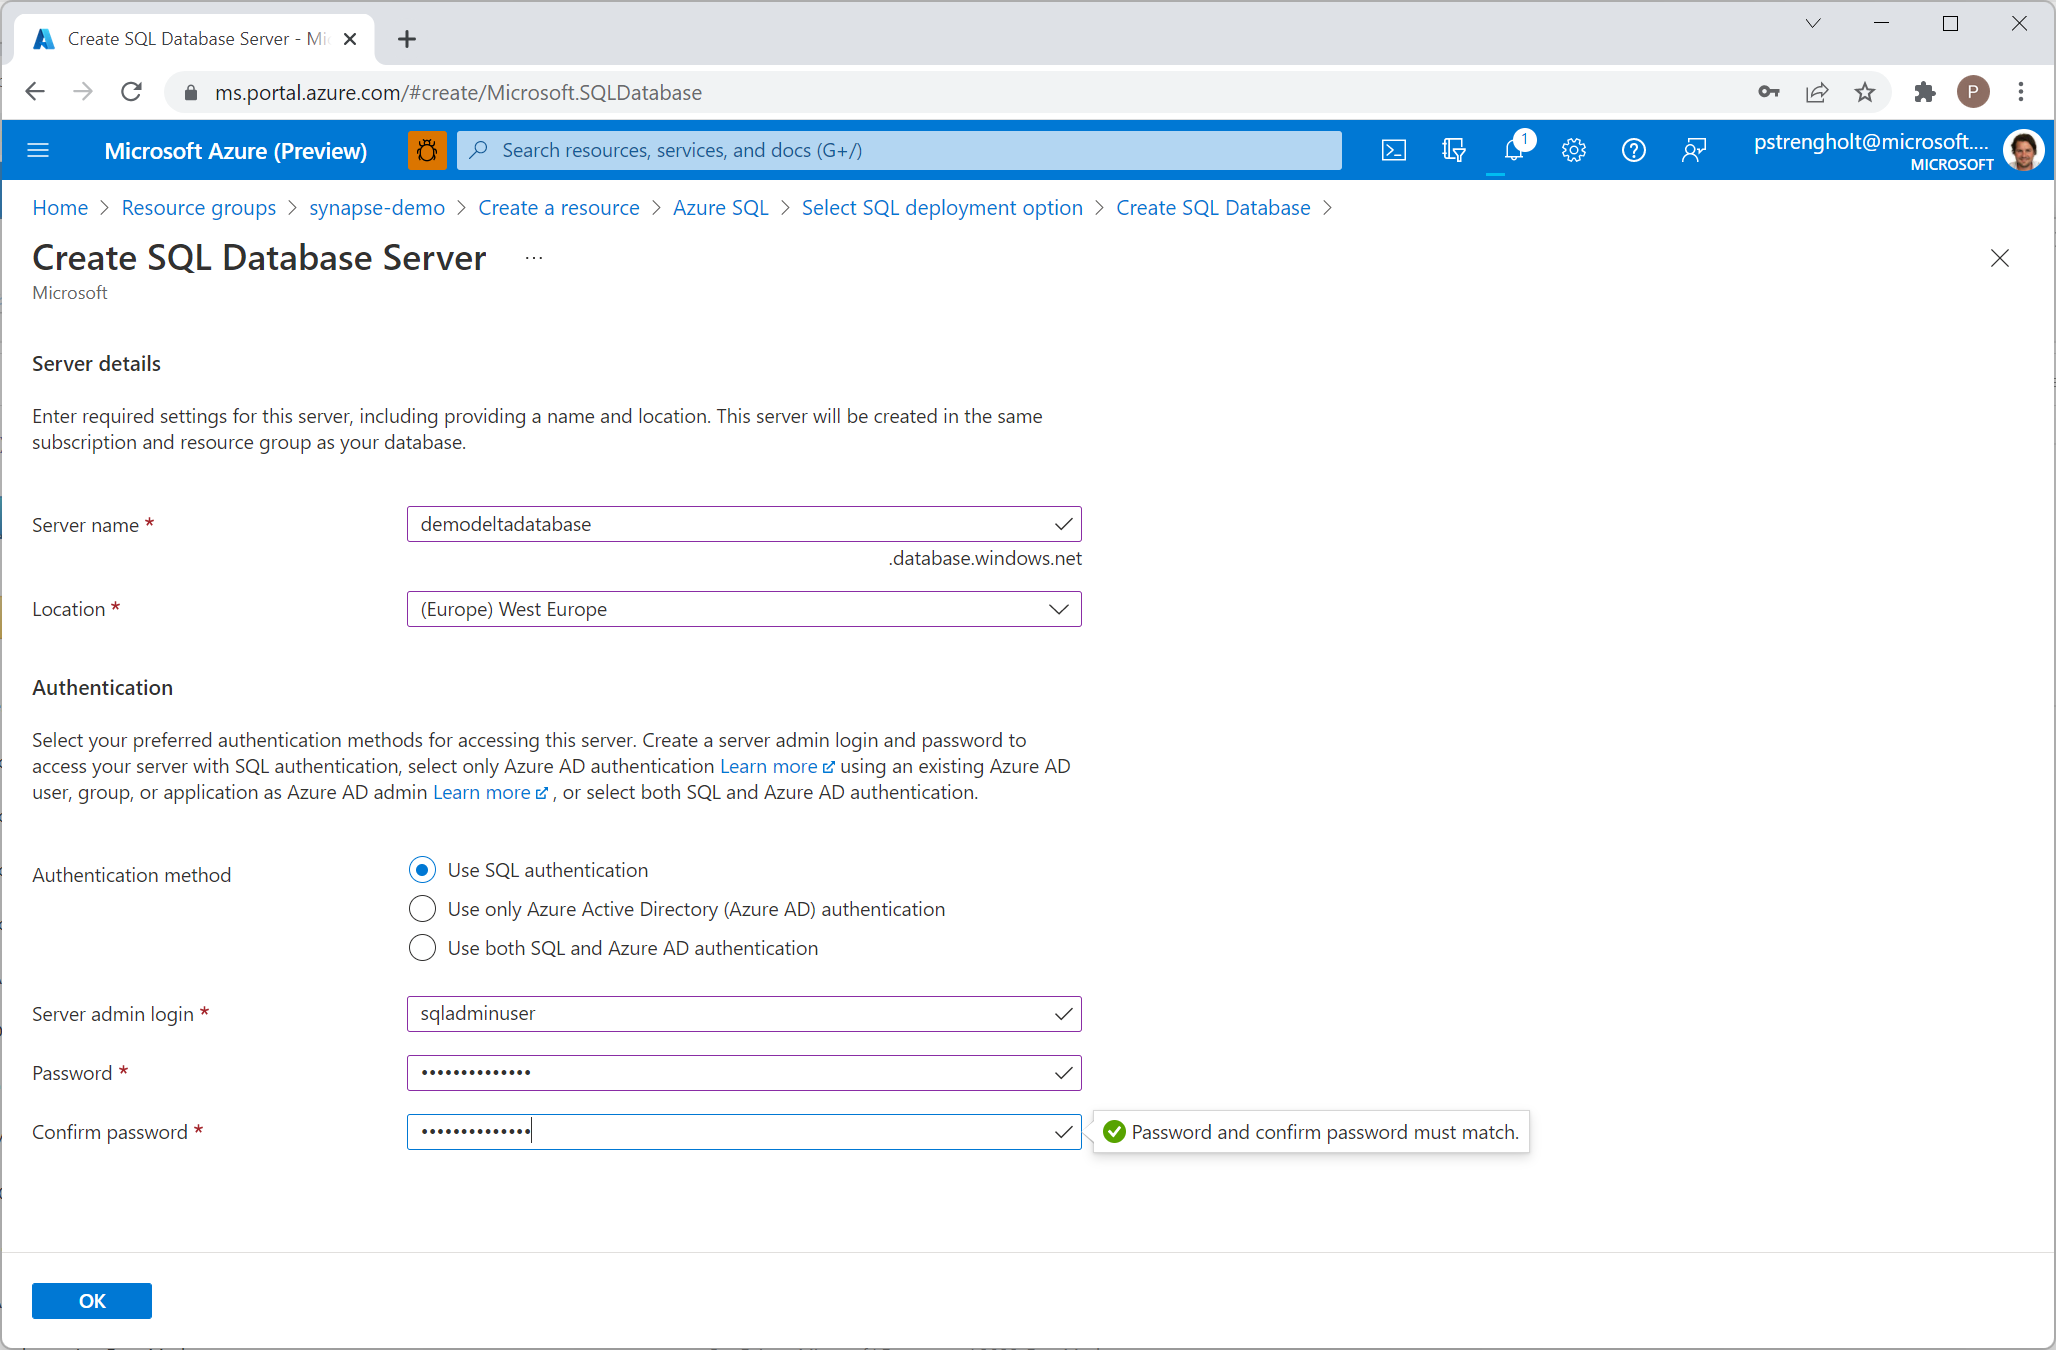 Create SQL Database Server - Mi
ms.portal.azure.com/#create/Microsoft.SQLDatabase
P
Microsoft Azure (Preview)
Search resources, services, and docs (G+/)
1
pstrengholt@microsoft....
MICROSOFT
Home > Resource groups > synapse-demo > Create a resource > Azure SQL > Select SQL deployment option > Create SQL Database >
Create SQL Database Server ...
Microsoft
Server details
Enter required settings for this server, including providing a name and location. This server will be created in the same
subscription and resource group as your database.
Server name *
demodeltadatabase
.database.windows.net
Location *
(Europe) West Europe
Authentication
Select your preferred authentication methods for accessing this server. Create a server admin login and password to
access your server with SQL authentication, select only Azure AD authentication Learn more using an existing Azure AD
user, group, or application as Azure AD admin Learn more , or select both SQL and Azure AD authentication.
Authentication method
Use SQL authentication
Use only Azure Active Directory (Azure AD) authentication
Use both SQL and Azure AD authentication
Server admin login *
sqladminuser
Password *
••••••••••••••
Confirm password *
••••••••••••••
Password and confirm password must match.
OK